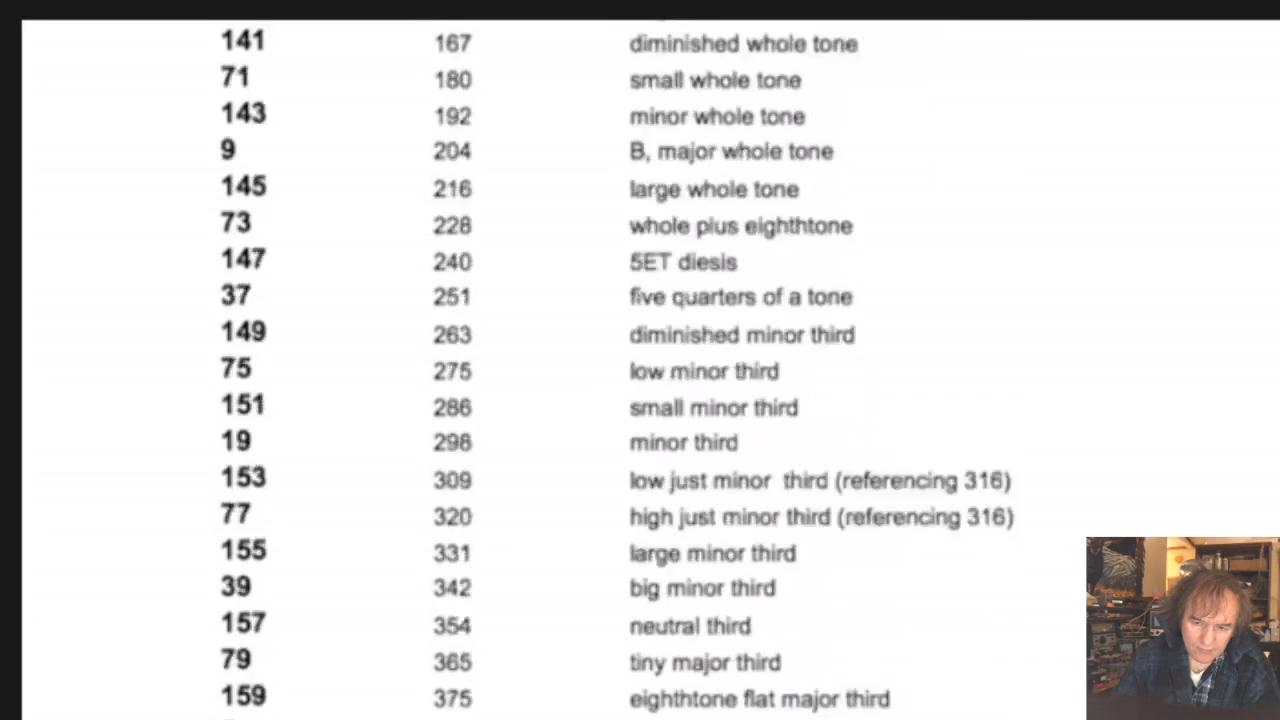 141 167 diminished whole tone
71 180 small whole tone
143 192 minor whole tone
9 204 B, major whole tone
145 216 large whole tone
73 228 whole plus eighthtone
147 240 5ET diesis
37 251 five quarters of a tone
149 263 diminished minor third
75 275 low minor third
151 286 small minor third
19 298 minor third
153 309 low just minor third (referencing 316)
77 320 high just minor third (referencing 316)
155 331 large minor third
39 342 big minor third
157 354 neutral third
79 365 tiny major third
159 375 eighthtone flat major third